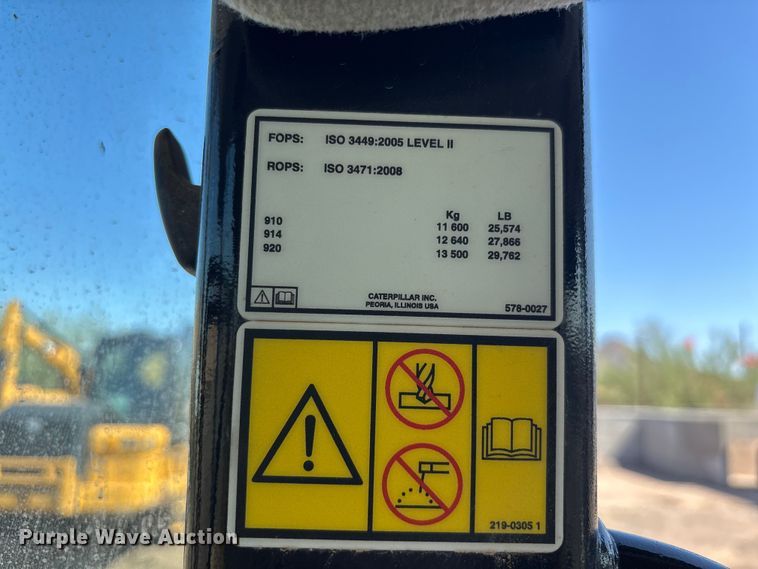 FOPS: ISO 3449:2005 LEVEL II
ROPS: ISO 3471:2008
Kg LB
910 11 600 25,574
914 12 640 27,866
920 13 500 29,762
CATERPILLAR INC.
PEORIA, ILLINOIS USA
578-0027
219-0305 1
Purple Wave Auction